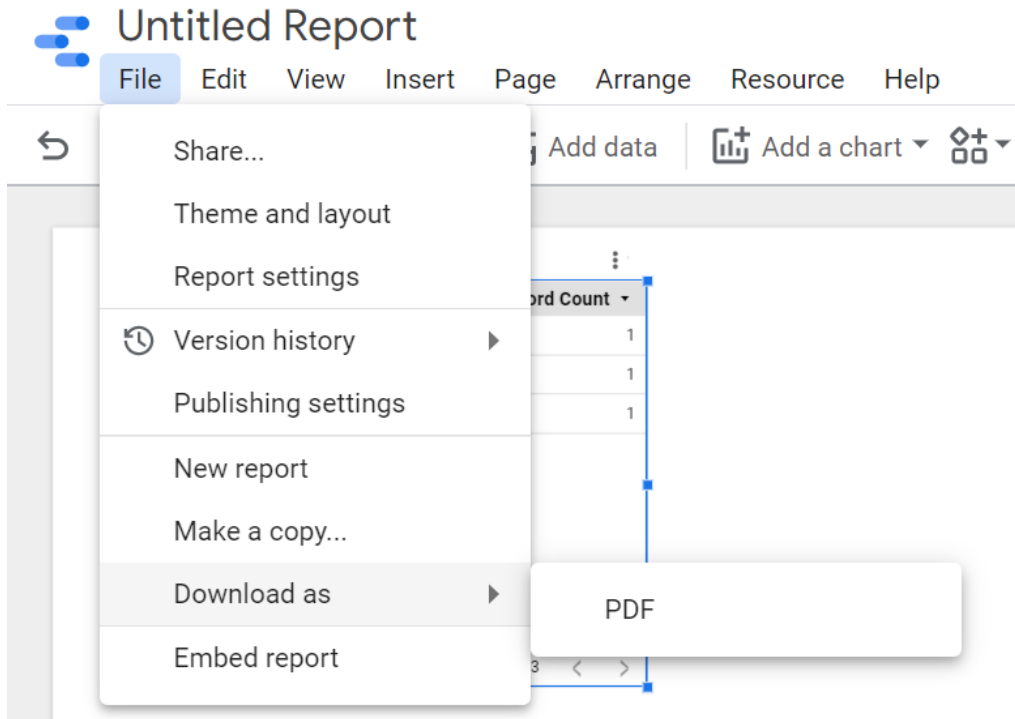 Untitled Report
File Edit View Insert Page Arrange Resource Help
Add data Add a chart
Share...
Theme and layout
Report settings
Version history
Publishing settings
New report
Make a copy...
Download as
Embed report
PDF
Count
1
1
1
3